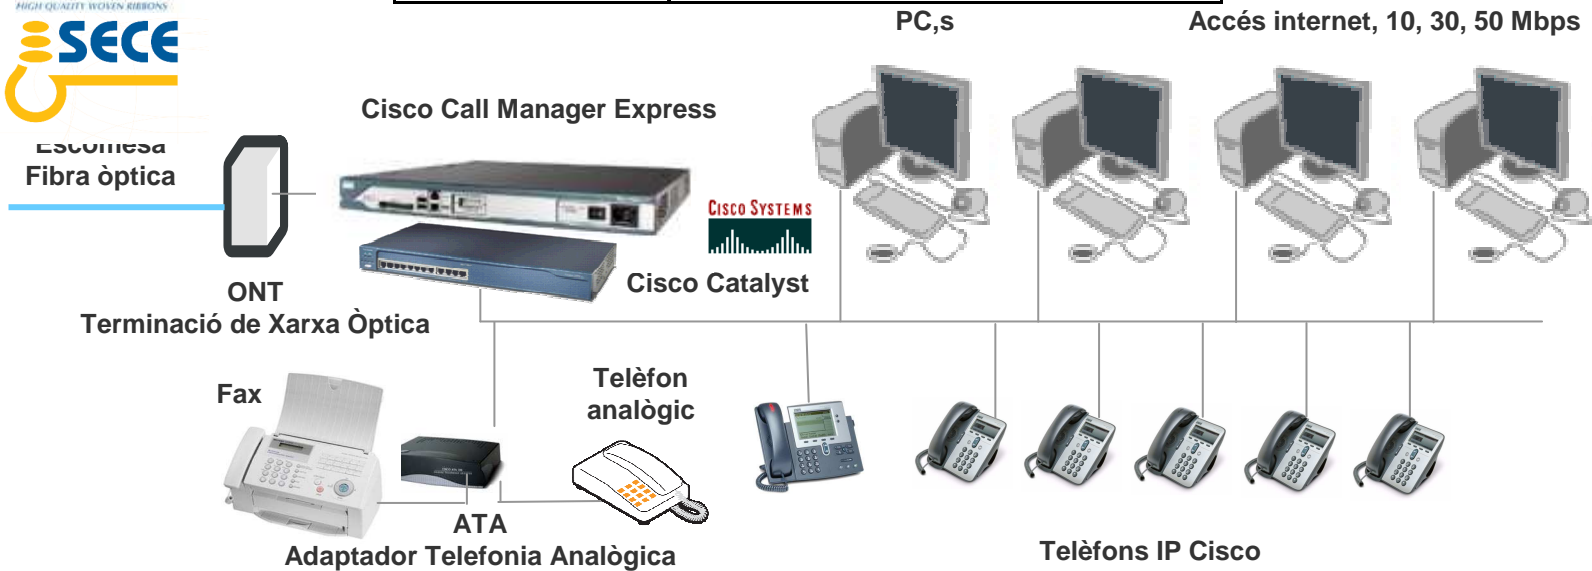 HIGH QUALITY WOVEN RIBBONS
SECE
PC,s
Accés internet, 10, 30, 50 Mbps
Cisco Call Manager Express
Escomesa
Fibra òptica
CISCO SYSTEMS
Cisco Catalyst
ONT
Terminació de Xarxa Òptica
Fax
Telèfon
analògic
ATA
Adaptador Telefonia Analògica
Telèfons IP Cisco